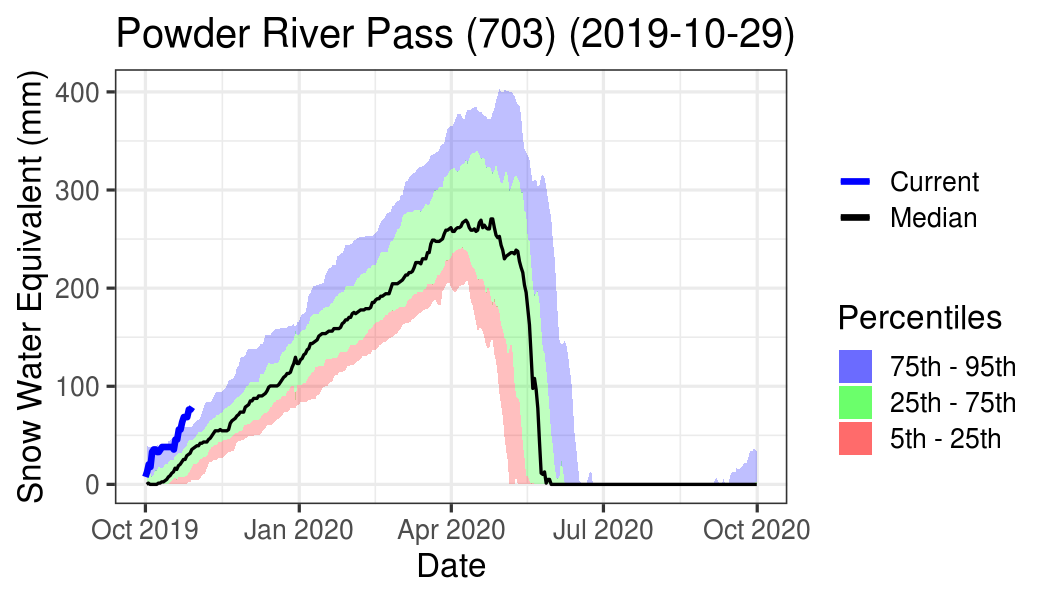 Powder River Pass (703) (2019-10-29)
Snow Water Equivalent (mm)
400
300
200
100
0
Oct 2019
Jan 2020
Apr 2020
Jul 2020
Oct 2020
Date
Current
Median
Percentiles
75th - 95th
25th - 75th
5th - 25th